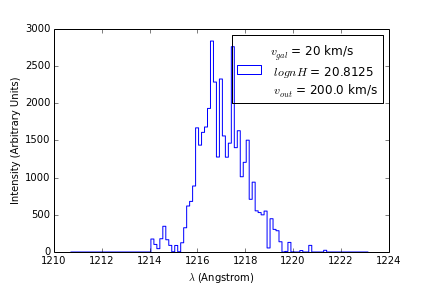 3000
2500
2000
1500
1000
500
0
Intensity (Arbitrary Units)
v_gal = 20 km/s
lognH = 20.8125
v_out = 200.0 km/s
1210 1212 1214 1216 1218 1220 1222 1224
λ (Angstrom)